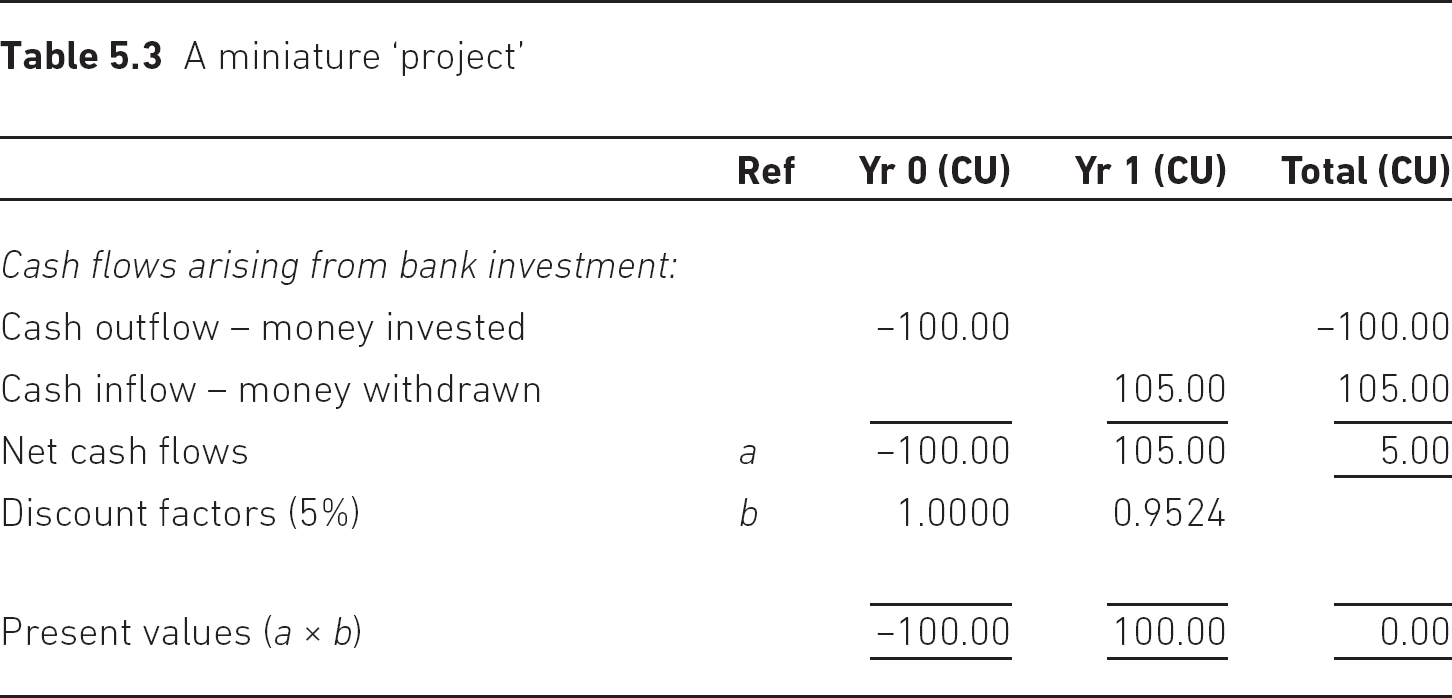 Table 5.3 A miniature ‘project’
Ref Yr 0 (CU) Yr 1 (CU) Total (CU)
Cash flows arising from bank investment:
Cash outflow – money invested –100.00 –100.00
Cash inflow – money withdrawn 105.00 105.00
Net cash flows a –100.00 105.00 5.00
Discount factors (5%) b 1.0000 0.9524
Present values (a × b) –100.00 100.00 0.00